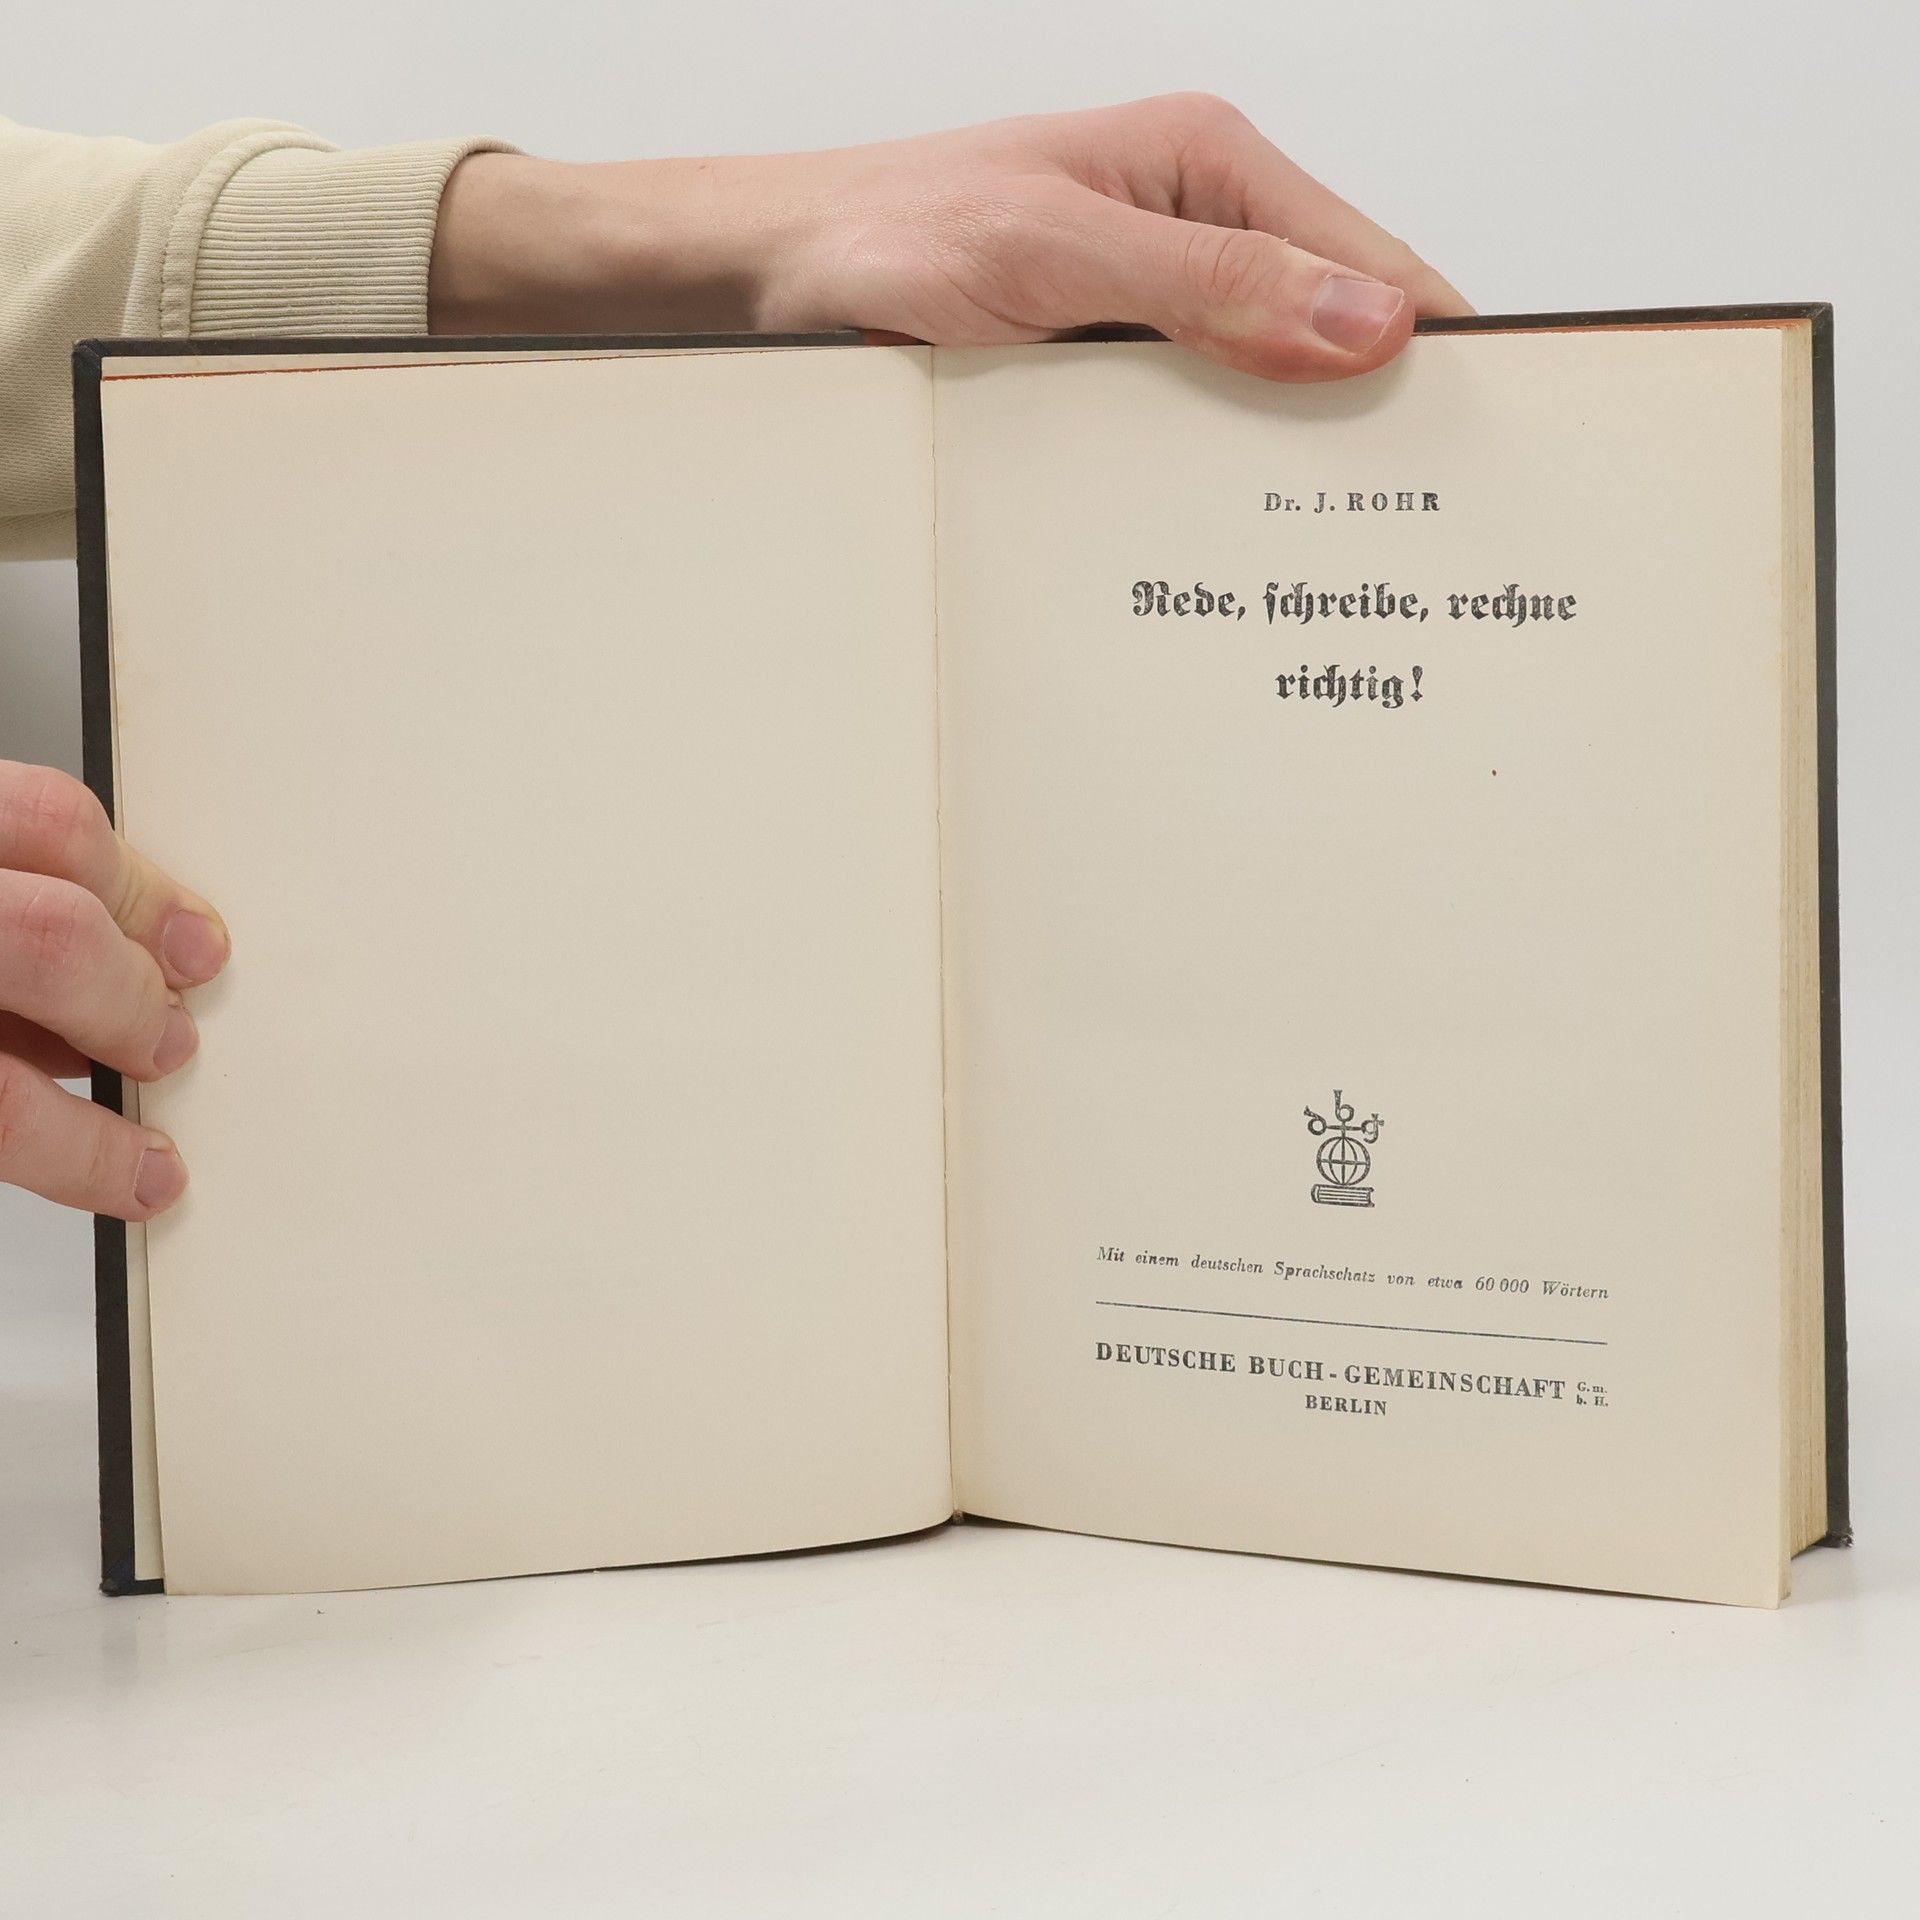 Dr. J. ROHR
Rede, ſchreibe, rechne
richtig!
dbg
Mit einem deutschen Sprachschatz von etwa 60 000 Wörtern
DEUTSCHE BUCH-GEMEINSCHAFT G.m.b.H.
BERLIN